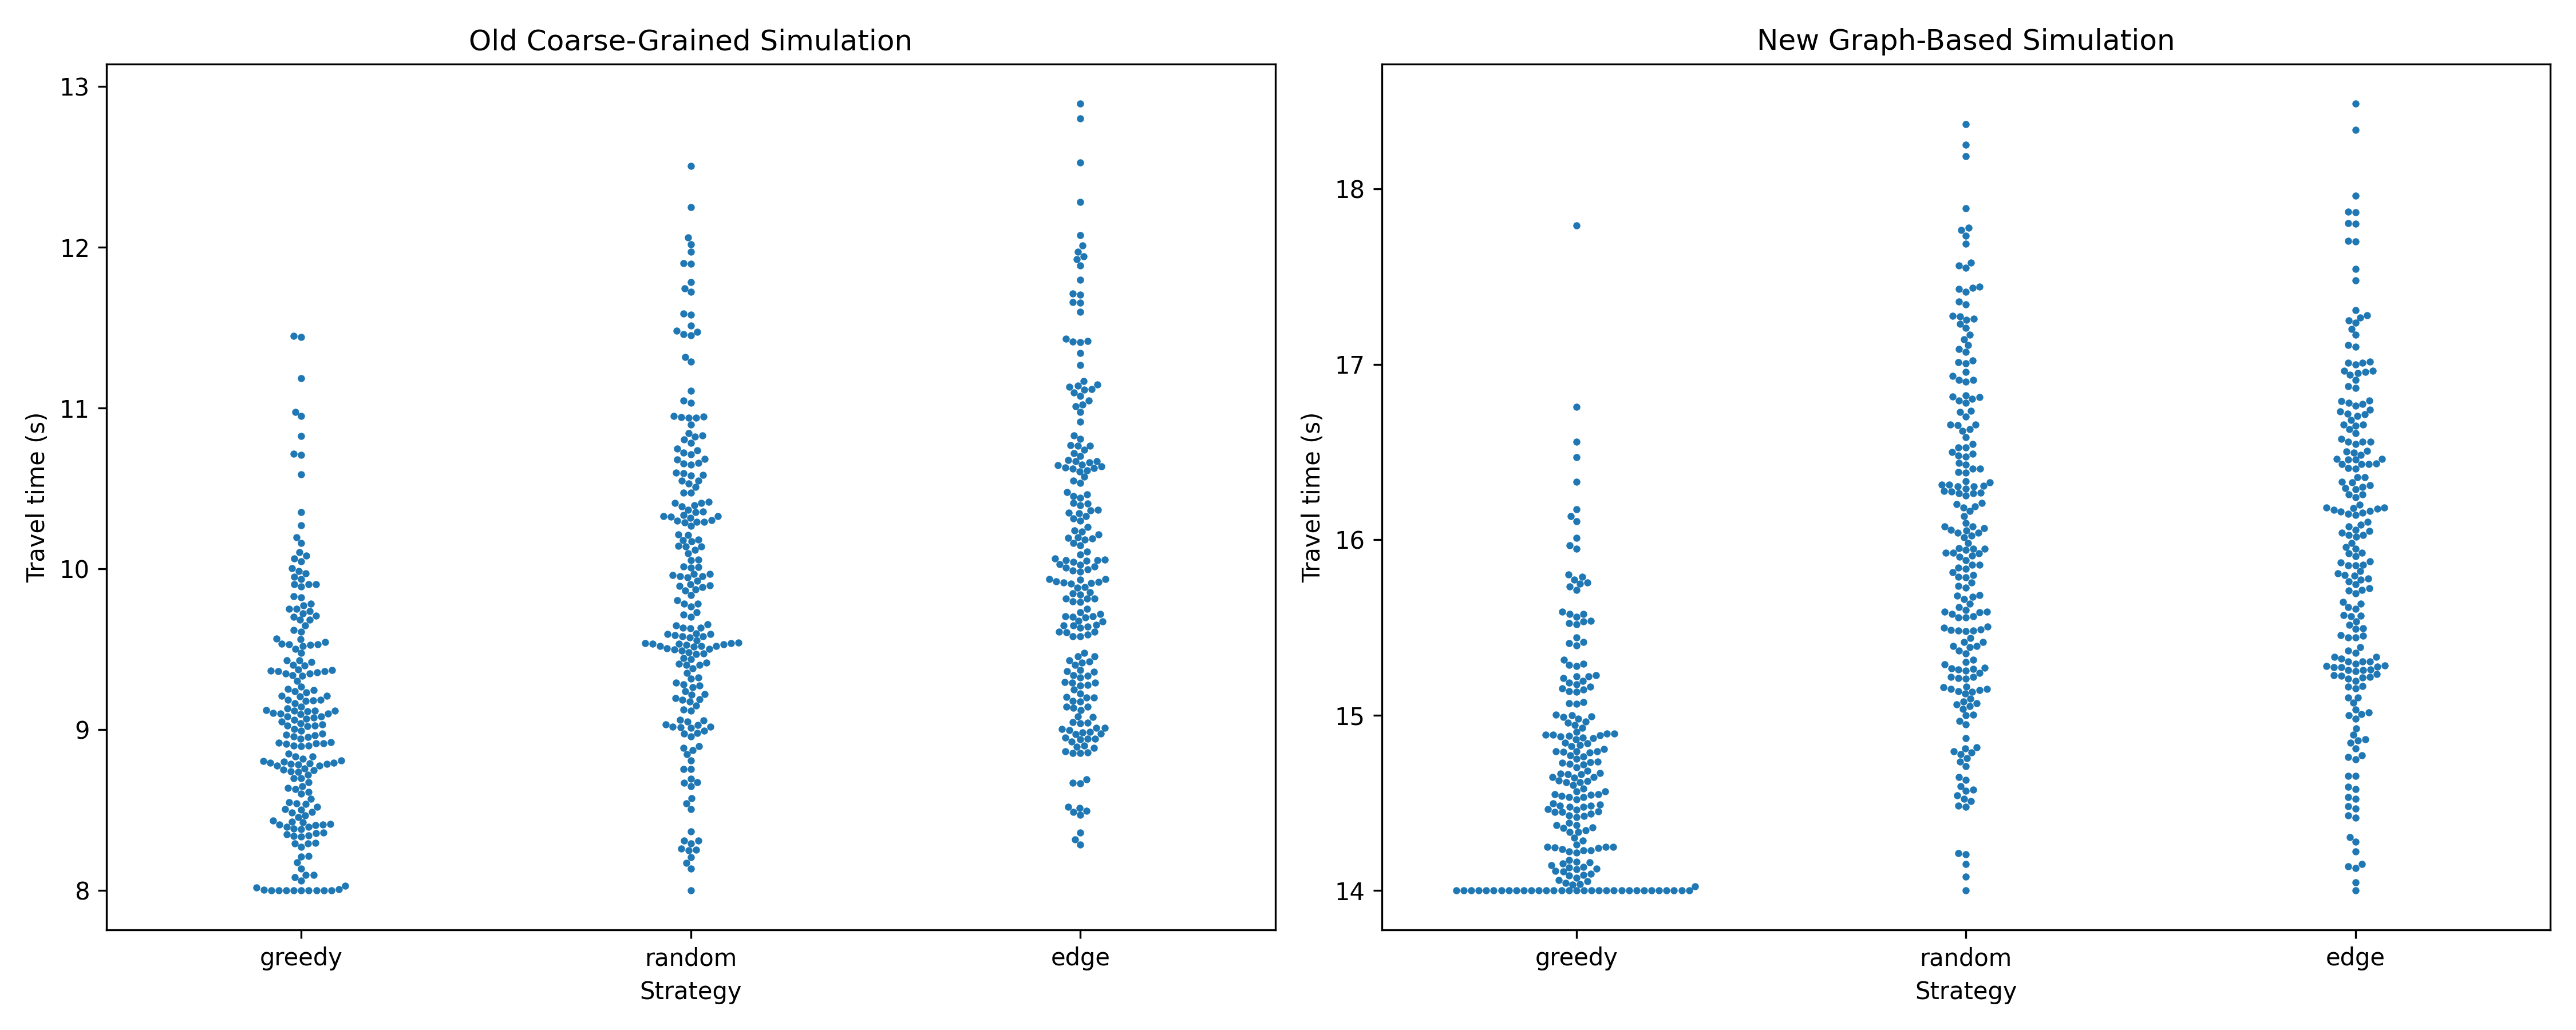 Old Coarse-Grained Simulation
13
12
11
10
9
8
Travel time (s)
greedy random edge
Strategy
New Graph-Based Simulation
18
17
16
15
14
Travel time (s)
greedy random edge
Strategy